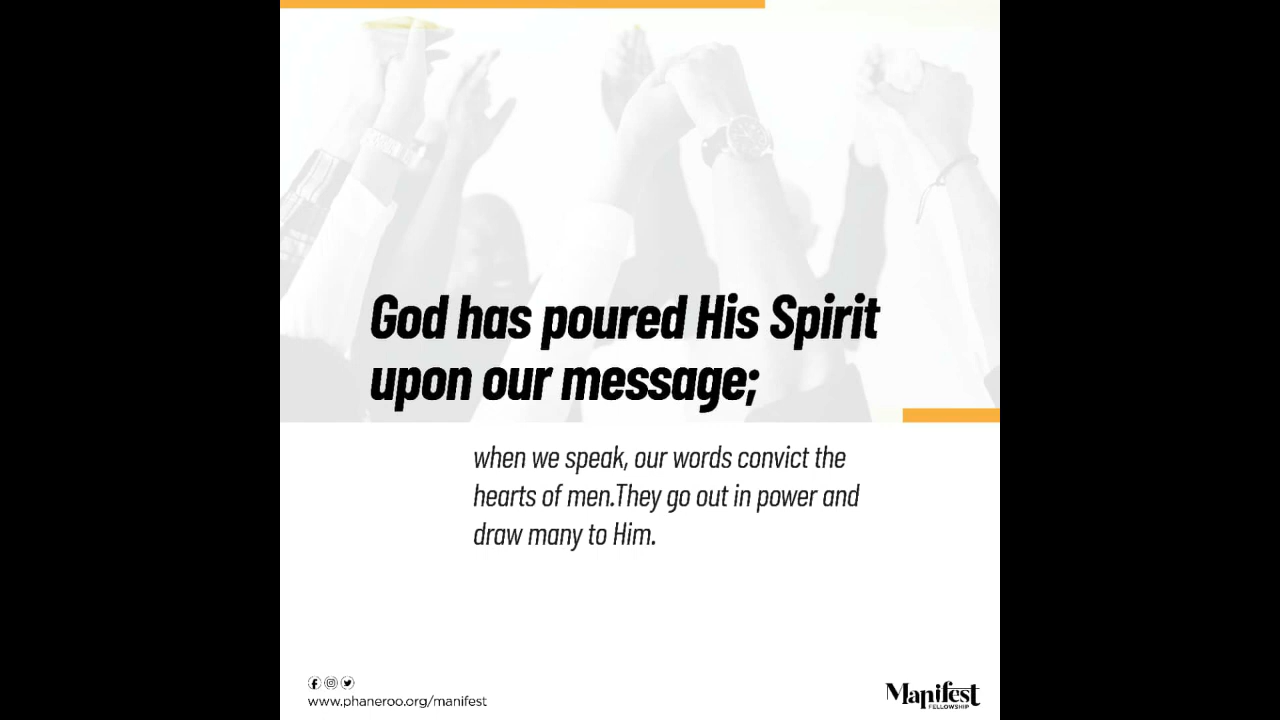 God has poured His Spirit
upon our message;
when we speak, our words convict the
hearts of men.They go out in power and
draw many to Him.
www.phaneroo.org/manifest
Manifest
FELLOWSHIP